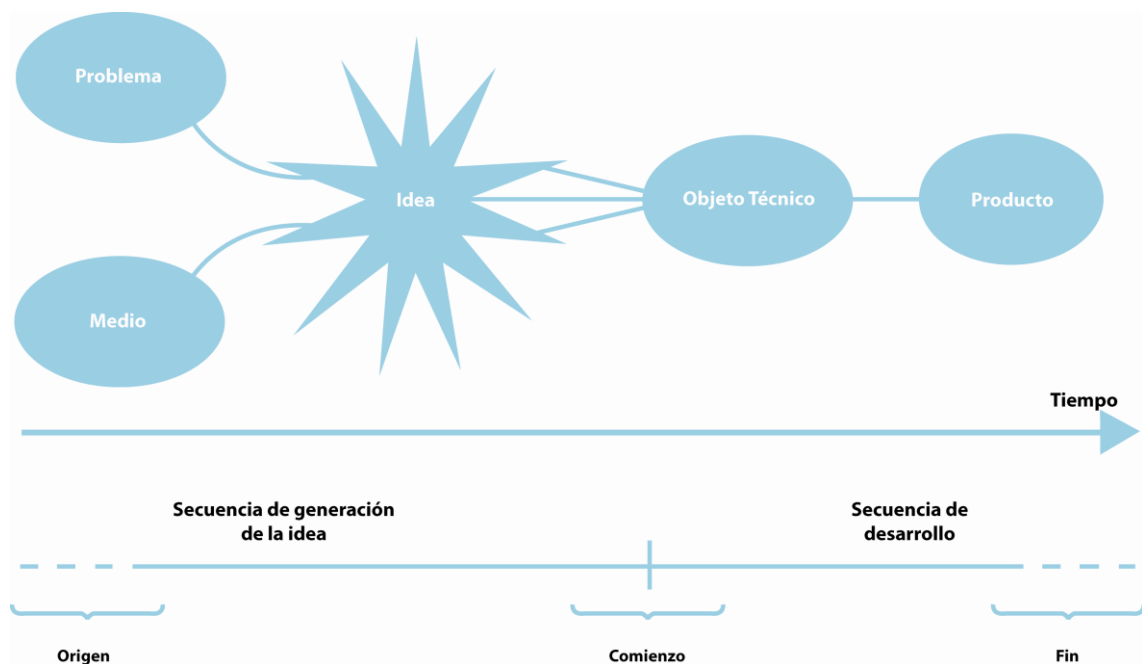 Problema
Idea
Objeto Técnico
Producto
Medio
Tiempo
Secuencia de generación
de la idea
Secuencia de
desarrollo
Origen
Comienzo
Fin